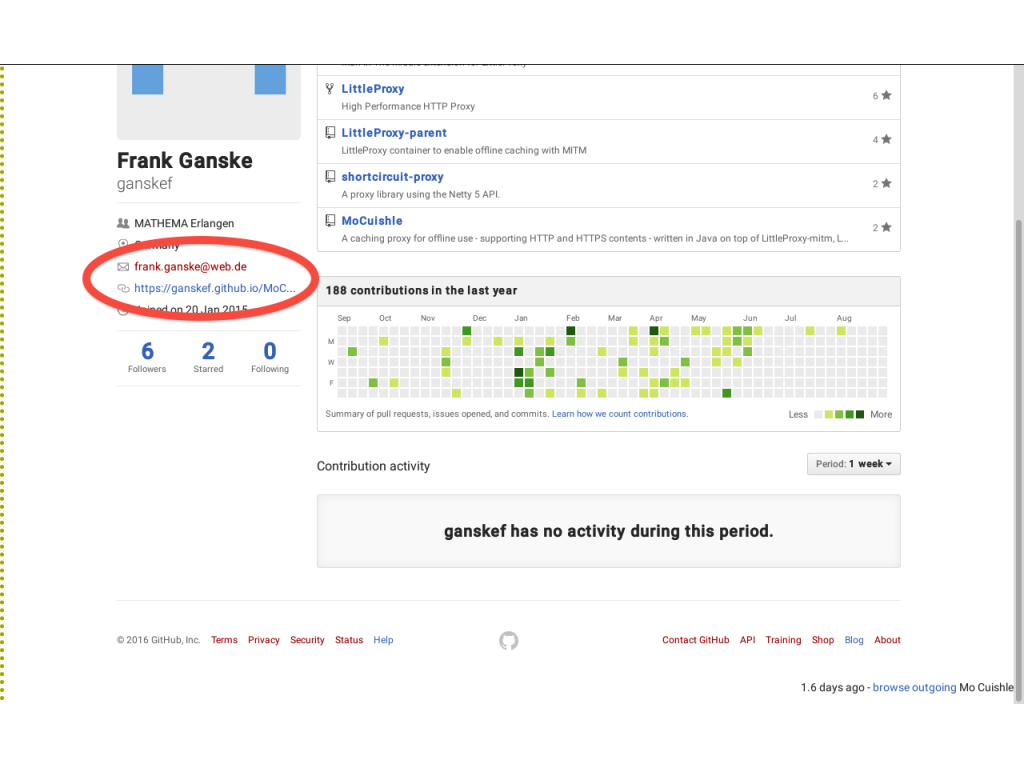 LittleProxy
High Performance HTTP Proxy
6
LittleProxy-parent
LittleProxy container to enable offline caching with MITM
4
shortcircuit-proxy
A proxy library using the Netty 5 API.
2
MoCuishle
A caching proxy for offline use - supporting HTTP and HTTPS contents - written in Java on top of LittleProxy-mitm, L...
2
Frank Ganske
ganskef
MATHEMA Erlangen
Germany
frank.ganske@web.de
https://ganskef.github.io/MoC...
Joined on 20 Jan 2015
6 2 0
Followers Starred Following
188 contributions in the last year
Sep Oct Nov Dec Jan Feb Mar Apr May Jun Jul Aug
M
W
F
Summary of pull requests, issues opened, and commits. Learn how we count contributions.
Less More
Contribution activity
Period: 1 week
ganskef has no activity during this period.
© 2016 GitHub, Inc. Terms Privacy Security Status Help
Contact GitHub API Training Shop Blog About
1.6 days ago - browse outgoing Mo Cuishle